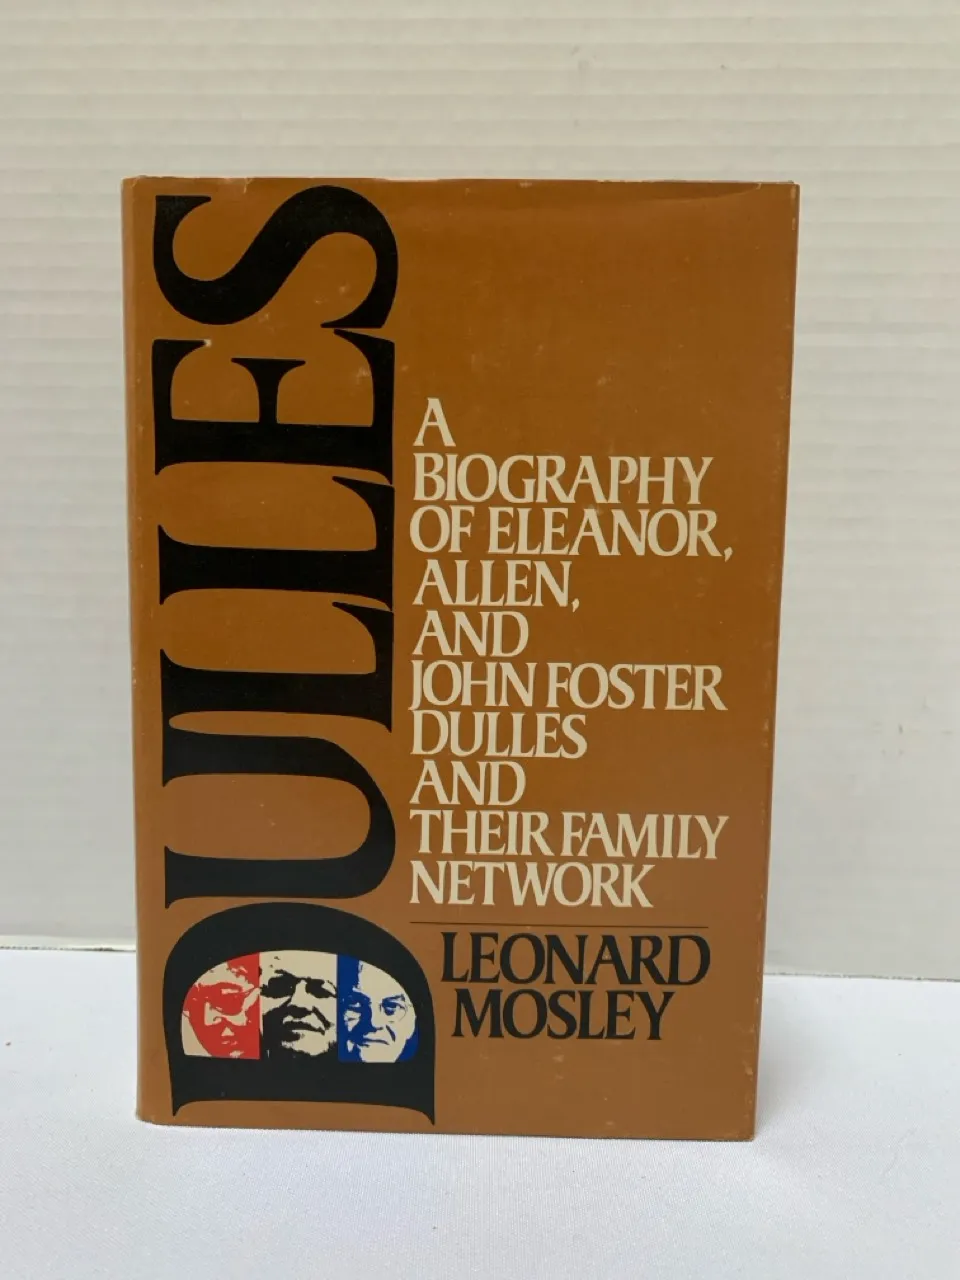 DULLES
A
BIOGRAPHY
OF ELEANOR,
ALLEN,
AND
JOHN FOSTER
DULLES
AND
THEIR FAMILY
NETWORK
LEONARD
MOSLEY